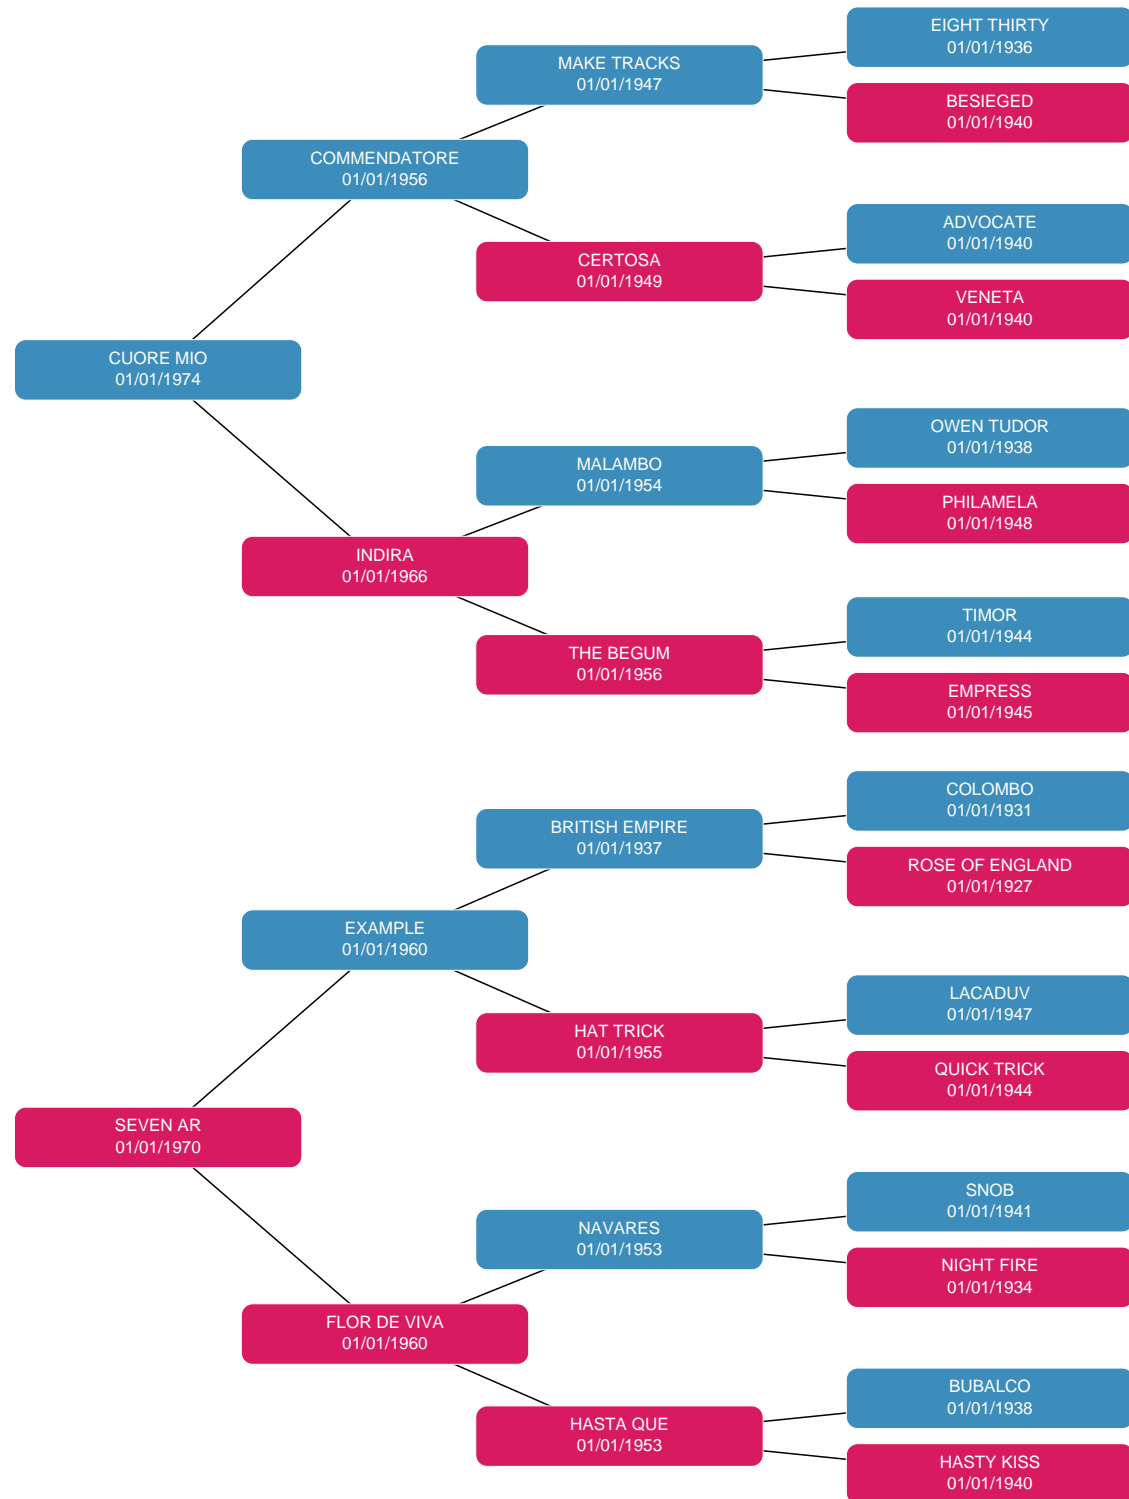 EIGHT THIRTY
01/01/1936
MAKE TRACKS
01/01/1947
BESIEGED
01/01/1940
COMMENDATORE
01/01/1956
ADVOCATE
01/01/1940
CERTOSA
01/01/1949
VENETA
01/01/1940
CUORE MIO
01/01/1974
OWEN TUDOR
01/01/1938
MALAMBO
01/01/1954
PHILAMELA
01/01/1948
INDIRA
01/01/1966
TIMOR
01/01/1944
THE BEGUM
01/01/1956
EMPRESS
01/01/1945
COLOMBO
01/01/1931
BRITISH EMPIRE
01/01/1937
ROSE OF ENGLAND
01/01/1927
EXAMPLE
01/01/1960
LACADUV
01/01/1947
HAT TRICK
01/01/1955
QUICK TRICK
01/01/1944
SEVEN AR
01/01/1970
SNOB
01/01/1941
NAVARES
01/01/1953
NIGHT FIRE
01/01/1934
FLOR DE VIVA
01/01/1960
BUBALCO
01/01/1938
HASTA QUE
01/01/1953
HASTY KISS
01/01/1940